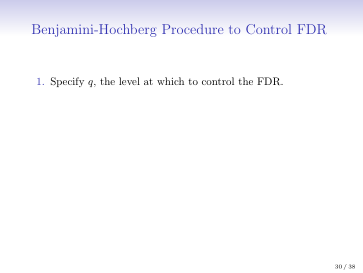 Benjamini-Hochberg Procedure to Control FDR
1. Specify q, the level at which to control the FDR.
30 / 38